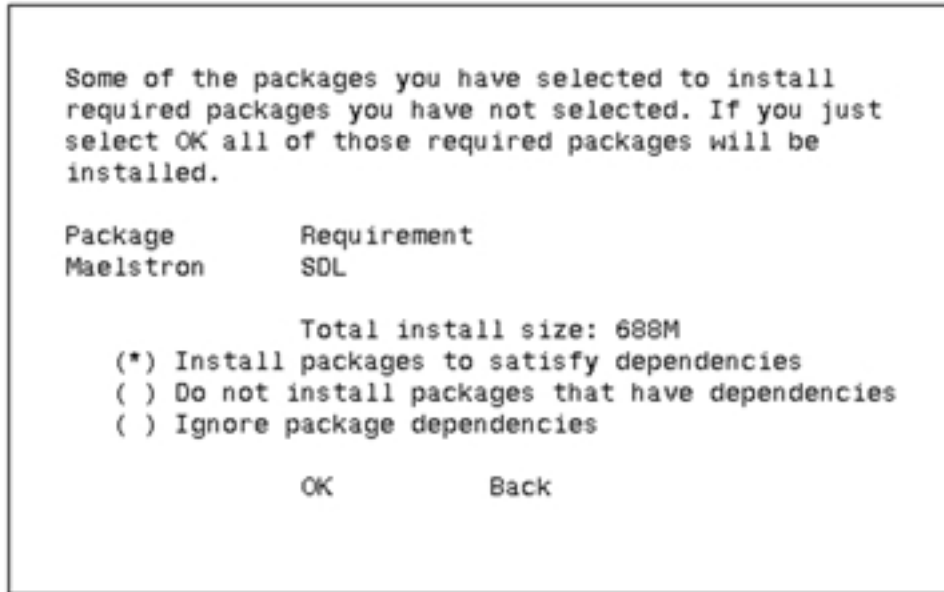 Some of the packages you have selected to install
required packages you have not selected. If you just
select OK all of those required packages will be
installed.
Package Requirement
Maelstron SDL
Total install size: 688M
(*) Install packages to satisfy dependencies
( ) Do not install packages that have dependencies
( ) Ignore package dependencies
OK Back